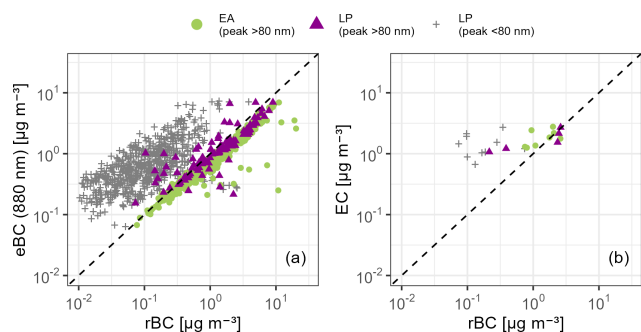 EA
(peak >80 nm)
LP
(peak >80 nm)
LP
(peak <80 nm)
eBC (880 nm) [µg m⁻³]
10¹
10⁰
10⁻¹
10⁻²
(a)
10⁻² 10⁻¹ 10⁰ 10¹
rBC [µg m⁻³]
EC [µg m⁻³]
10¹
10⁰
10⁻¹
10⁻²
(b)
10⁻² 10⁻¹ 10⁰ 10¹
rBC [µg m⁻³]